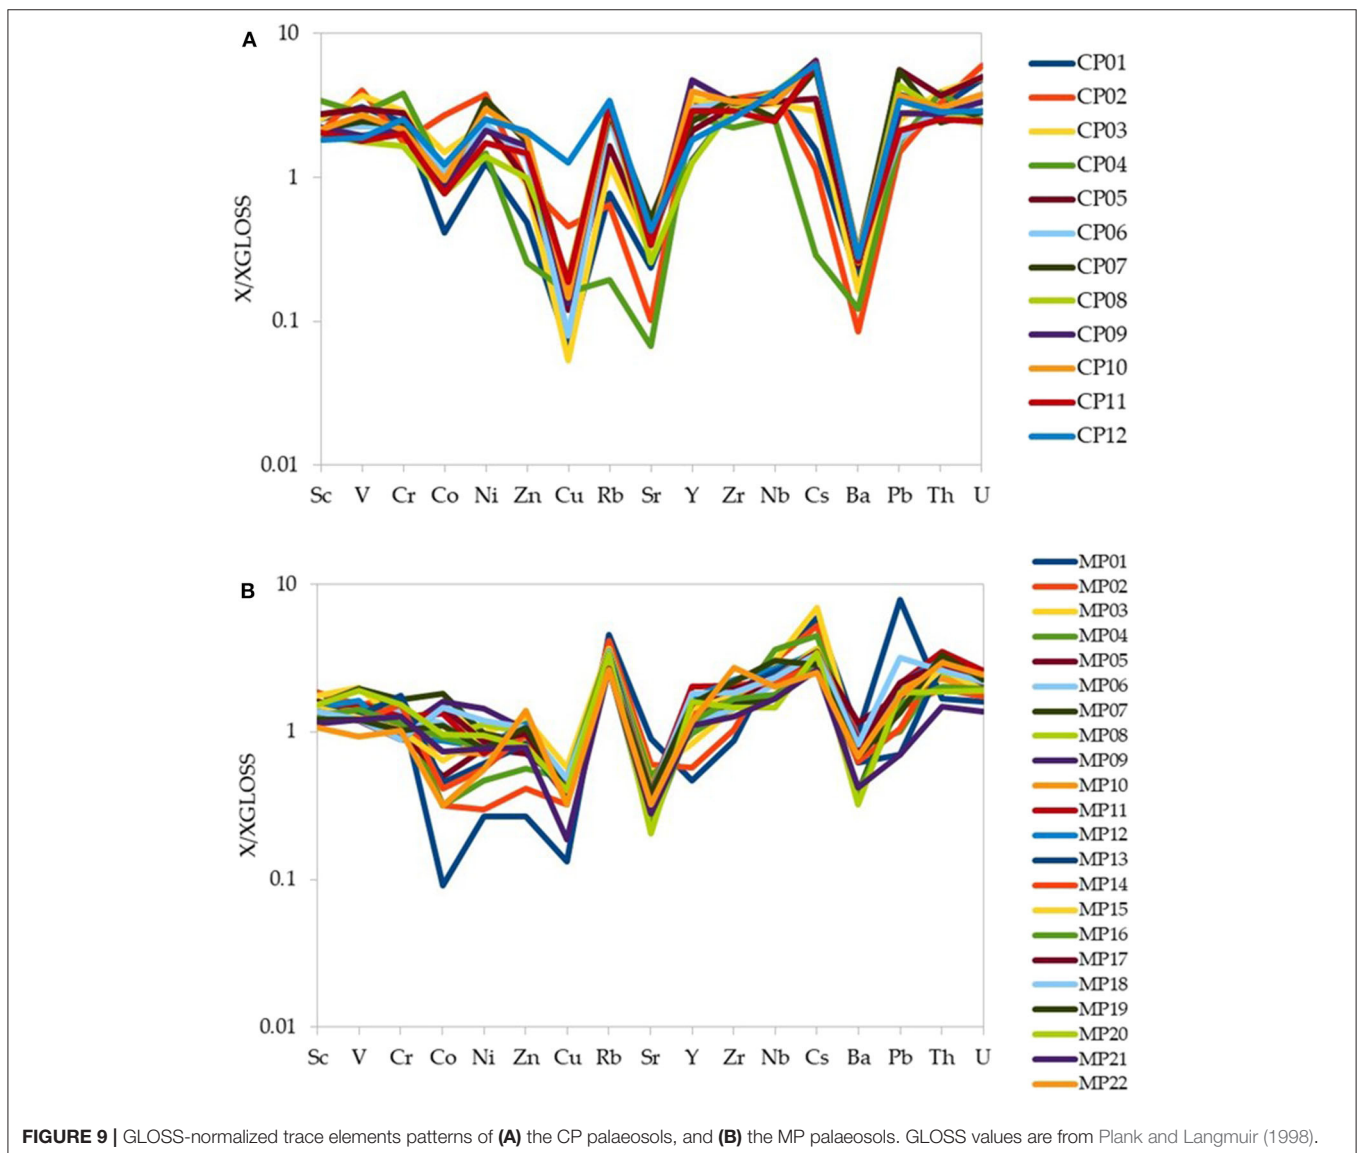 A
10
1
0.1
0.01
X/XGLOSS
Sc V Cr Co Ni Zn Cu Rb Sr Y Zr Nb Cs Ba Pb Th U
CP01
CP02
CP03
CP04
CP05
CP06
CP07
CP08
CP09
CP10
CP11
CP12
B
10
1
0.1
0.01
X/XGLOSS
Sc V Cr Co Ni Zn Cu Rb Sr Y Zr Nb Cs Ba Pb Th U
MP01
MP02
MP03
MP04
MP05
MP06
MP07
MP08
MP09
MP10
MP11
MP12
MP13
MP14
MP15
MP16
MP17
MP18
MP19
MP20
MP21
MP22
FIGURE 9 | GLOSS-normalized trace elements patterns of (A) the CP palaeosols, and (B) the MP palaeosols. GLOSS values are from Plank and Langmuir (1998).